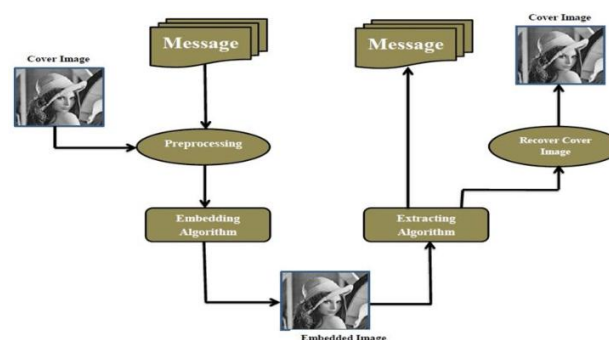 Cover Image
Message
Preprocessing
Embedding
Algorithm
Embedded Image
Message
Extracting
Algorithm
Cover Image
Recover Cover
Image